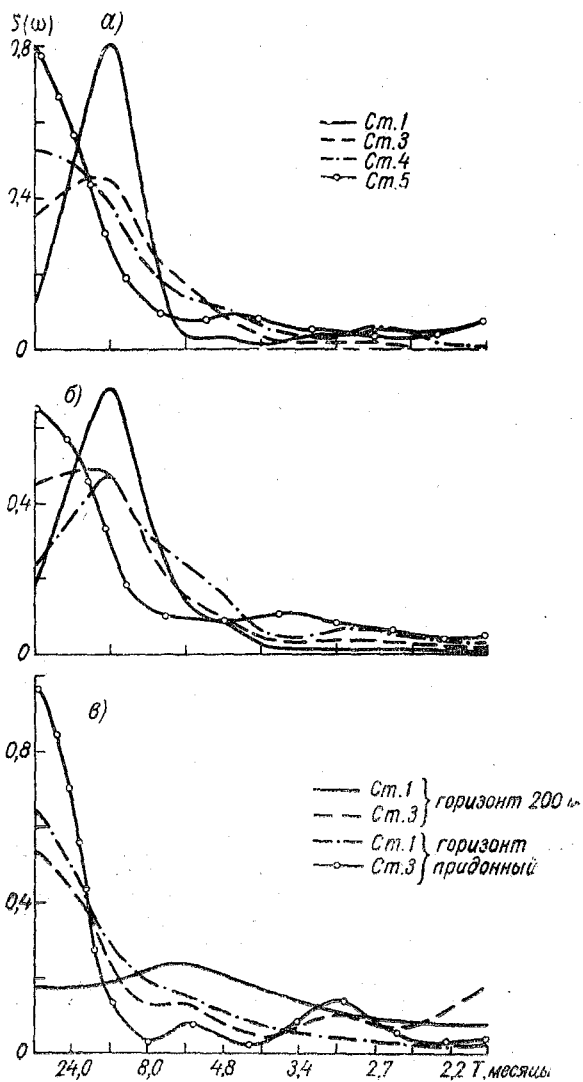 S(ω)
а)
0,8
Ст.1
Ст.3
Ст.4
Ст.5
0,4
0
б)
0,4
0
в)
0,8
Ст.1 } горизонт 200 м
Ст.3
Ст.1 } горизонт
Ст.3 придонный
0,4
0
24,0 8,0 4,8 3,4 2,7 2,2 T, месяцы